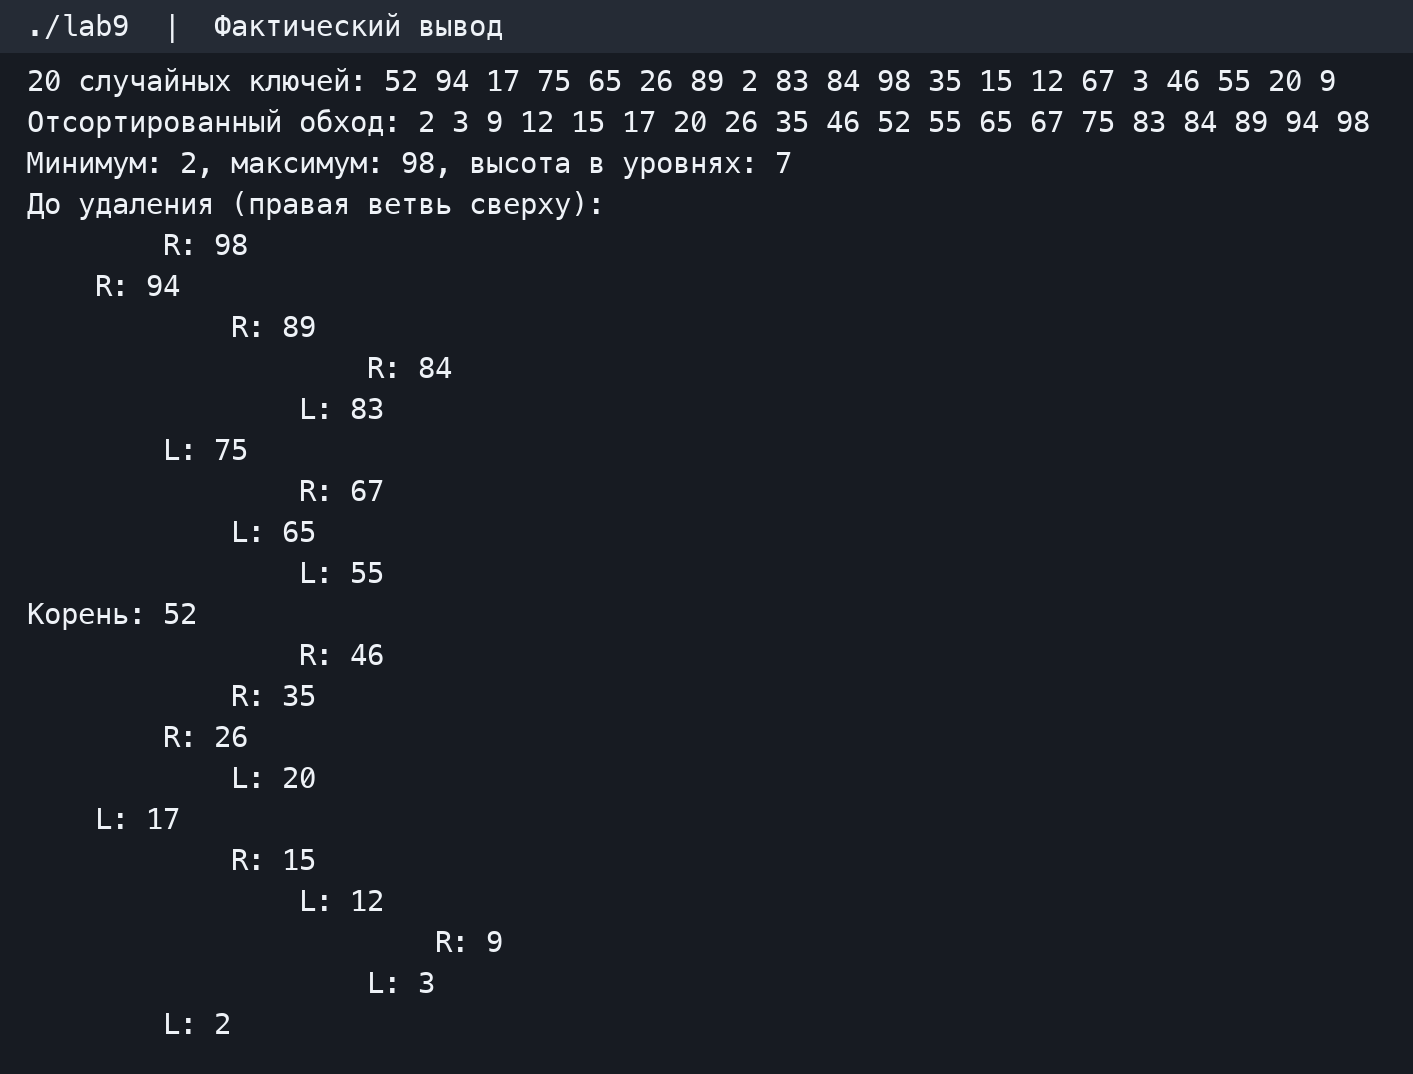 ./lab9  |  Фактический вывод
20 случайных ключей: 52 94 17 75 65 26 89 2 83 84 98 35 15 12 67 3 46 55 20 9
Отсортированный обход: 2 3 9 12 15 17 20 26 35 46 52 55 65 67 75 83 84 89 94 98
Минимум: 2, максимум: 98, высота в уровнях: 7
До удаления (правая ветвь сверху):
        R: 98
    R: 94
            R: 89
                    R: 84
                L: 83
        L: 75
                R: 67
            L: 65
                L: 55
Корень: 52
                R: 46
            R: 35
        R: 26
            L: 20
    L: 17
            R: 15
                L: 12
                        R: 9
                    L: 3
        L: 2